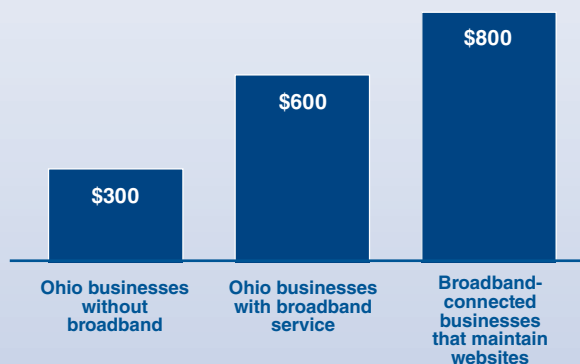 $800
$600
$300
Ohio businesses
without
broadband
Ohio businesses
with broadband
service
Broadband-
connected
businesses
that maintain
websites